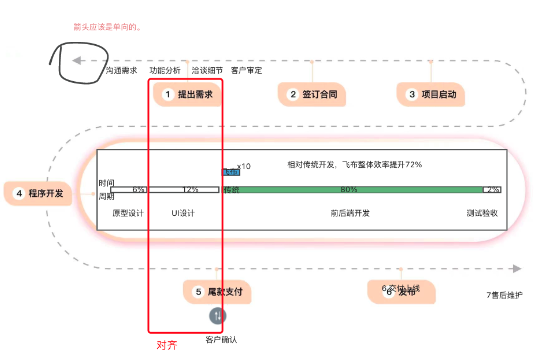 箭头应该是单向的。
沟通需求 功能分析 洽谈细节 客户审定
1 提出需求
2 签订合同
3 项目启动
x10
相对传统开发，飞布整体效率提升72%
时间
周期
4 程序开发
6% 12% 传统 80% 2%
原型设计 UI设计 前后端开发 测试验收
5 尾款支付
6 发布
6.交付上线
7售后维护
客户确认
对齐